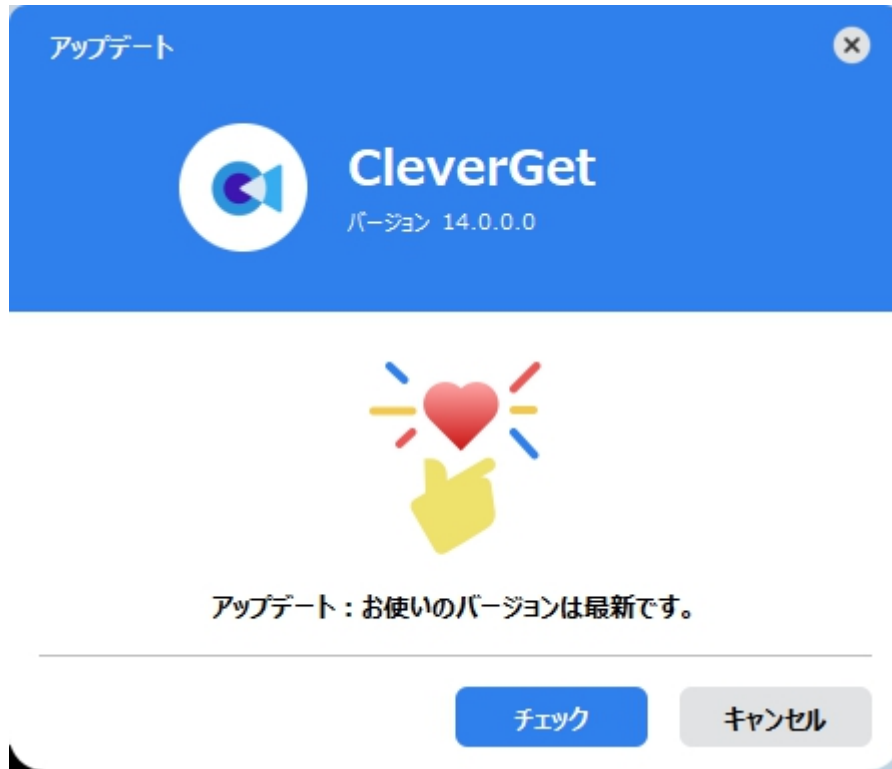 アップデート
CleverGet
バージョン 14.0.0.0
アップデート：お使いのバージョンは最新です。
チェック
キャンセル